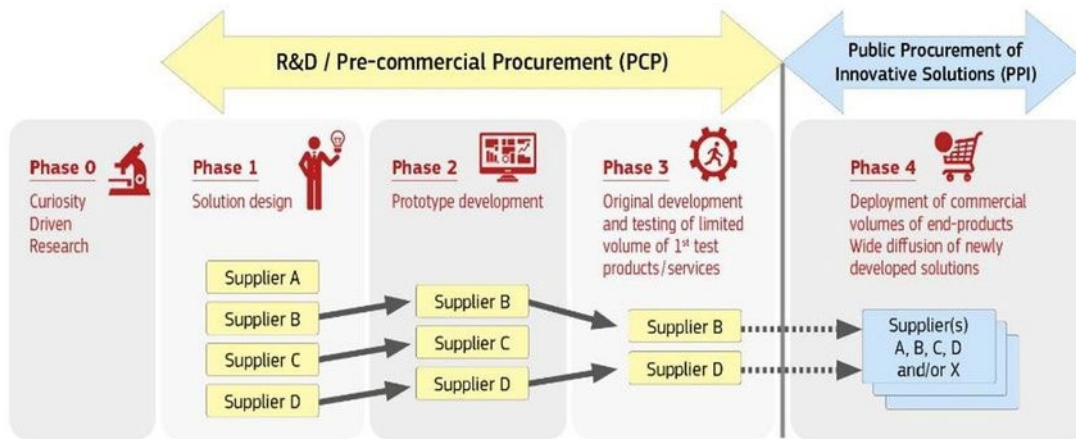 R&D / Pre-commercial Procurement (PCP)
Public Procurement of
Innovative Solutions (PPI)
Phase 0
Curiosity
Driven
Research
Phase 1
Solution design
Supplier A
Supplier B
Supplier C
Supplier D
Phase 2
Prototype development
Supplier B
Supplier C
Supplier D
Phase 3
Original development
and testing of limited
volume of 1st test
products/services
Supplier B
Supplier D
Phase 4
Deployment of commercial
volumes of end-products
Wide diffusion of newly
developed solutions
Supplier(s)
A, B, C, D
and/or X